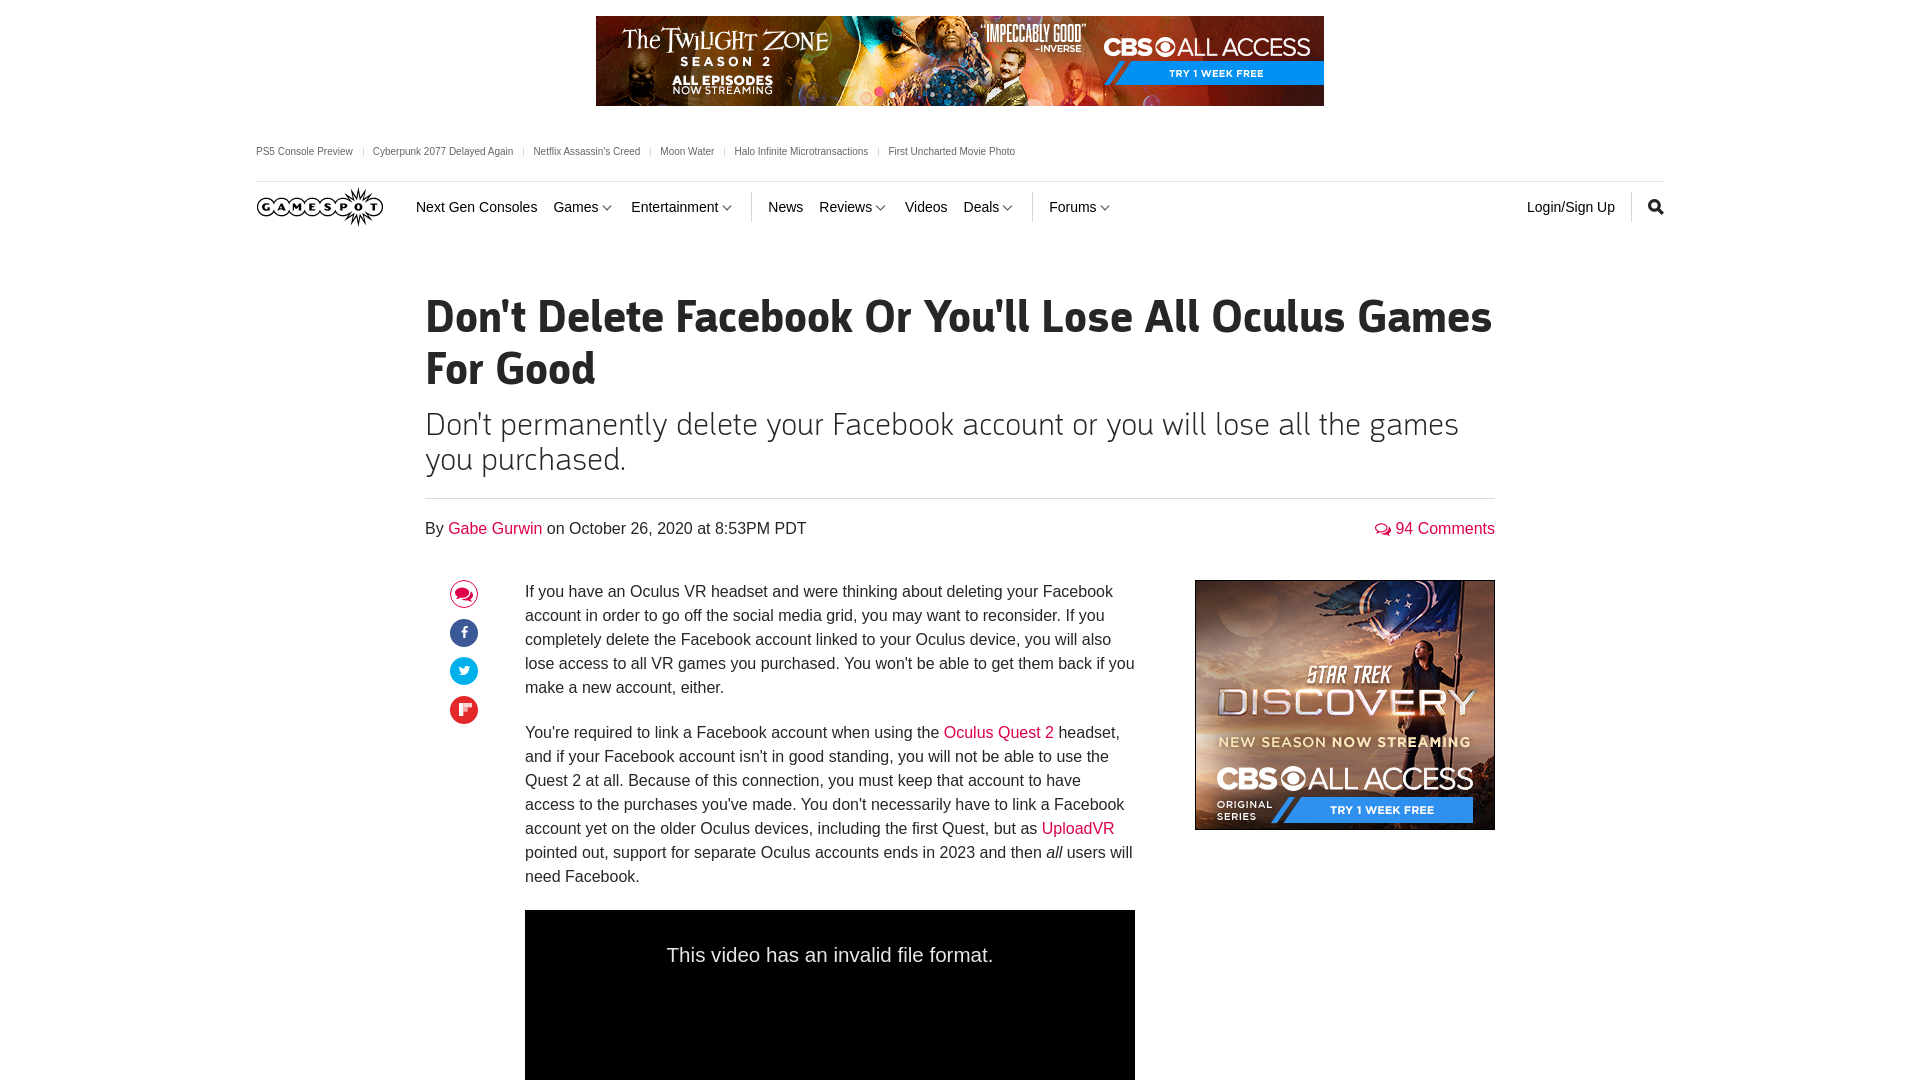 THE TWILIGHT ZONE
SEASON 2
ALL EPISODES
NOW STREAMING
"IMPECCABLY GOOD"
-INVERSE
CBS ALL ACCESS
TRY 1 WEEK FREE
PS5 Console Preview
Cyberpunk 2077 Delayed Again
Netflix Assassin's Creed
Moon Water
Halo Infinite Microtransactions
First Uncharted Movie Photo
GAMESPOT
Next Gen Consoles
Games
Entertainment
News
Reviews
Videos
Deals
Forums
Login/Sign Up
Don't Delete Facebook Or You'll Lose All Oculus Games
For Good
Don't permanently delete your Facebook account or you will lose all the games
you purchased.
By Gabe Gurwin on October 26, 2020 at 8:53PM PDT
94 Comments
If you have an Oculus VR headset and were thinking about deleting your Facebook
account in order to go off the social media grid, you may want to reconsider. If you
completely delete the Facebook account linked to your Oculus device, you will also
lose access to all VR games you purchased. You won't be able to get them back if you
make a new account, either.
You're required to link a Facebook account when using the Oculus Quest 2 headset,
and if your Facebook account isn't in good standing, you will not be able to use the
Quest 2 at all. Because of this connection, you must keep that account to have
access to the purchases you've made. You don't necessarily have to link a Facebook
account yet on the older Oculus devices, including the first Quest, but as UploadVR
pointed out, support for separate Oculus accounts ends in 2023 and then all users will
need Facebook.
This video has an invalid file format.
STAR TREK
DISCOVERY
NEW SEASON NOW STREAMING
CBS ALL ACCESS
ORIGINAL
SERIES
TRY 1 WEEK FREE